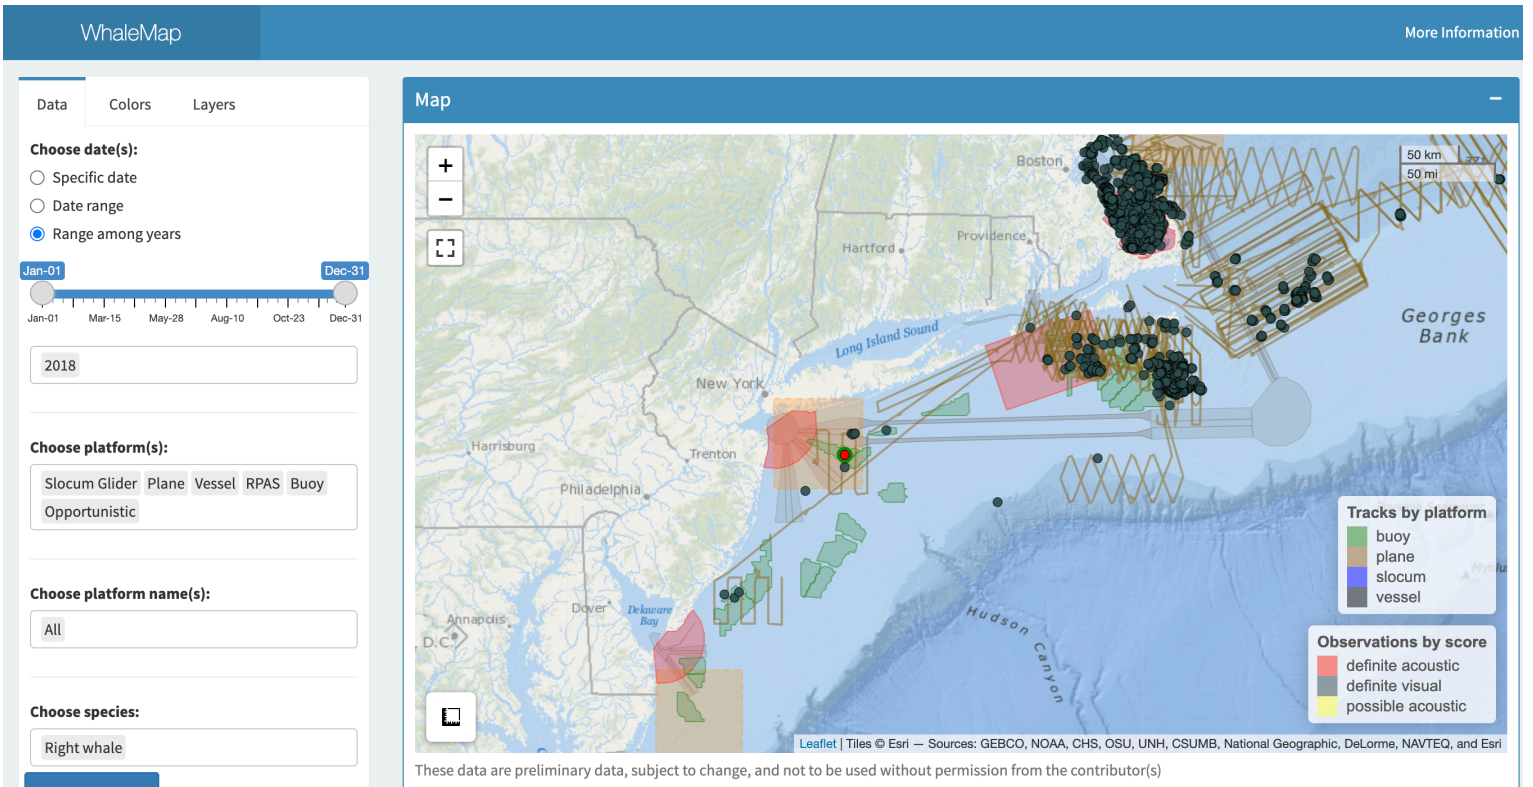 WhaleMap
More Information
Data
Colors
Layers
Choose date(s):
Specific date
Date range
Range among years
Jan-01
Dec-31
Jan-01
Mar-15
May-28
Aug-10
Oct-23
Dec-31
2018
Choose platform(s):
Slocum Glider Plane Vessel RPAS Buoy
Opportunistic
Choose platform name(s):
All
Choose species:
Right whale
Map
+
−
Boston
50 km
50 mi
Providence
Hartford
Georges
Bank
Long Island Sound
New York
Harrisburg
Trenton
Philadelphia
Dover
Delaware
Bay
Annapolis
D.C.
Hudson
Canyon
Tracks by platform
buoy
plane
slocum
vessel
Observations by score
definite acoustic
definite visual
possible acoustic
Leaflet | Tiles © Esri — Sources: GEBCO, NOAA, CHS, OSU, UNH, CSUMB, National Geographic, DeLorme, NAVTEQ, and Esri
These data are preliminary data, subject to change, and not to be used without permission from the contributor(s)